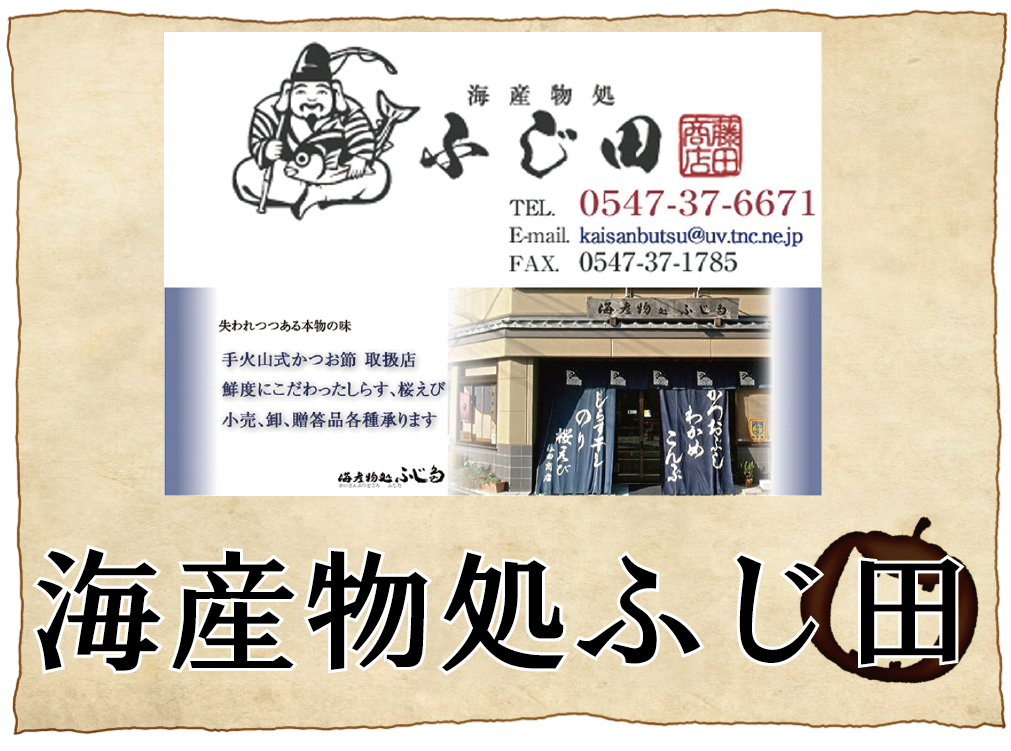 海産物処
ふじ田
藤田商店
TEL. 0547-37-6671
E-mail. kaisanbutsu@uv.tnc.ne.jp
FAX. 0547-37-1785
失われつつある本物の味
手火山式かつお節 取扱店
鮮度にこだわったしらす、桜えび
小売、卸、贈答品各種承ります
海産物処ふじ田
海産物処ふじ田
しらす干し
のり
桜えび
かつおぶし
わかめ
こんぶ
海産物処ふじ田